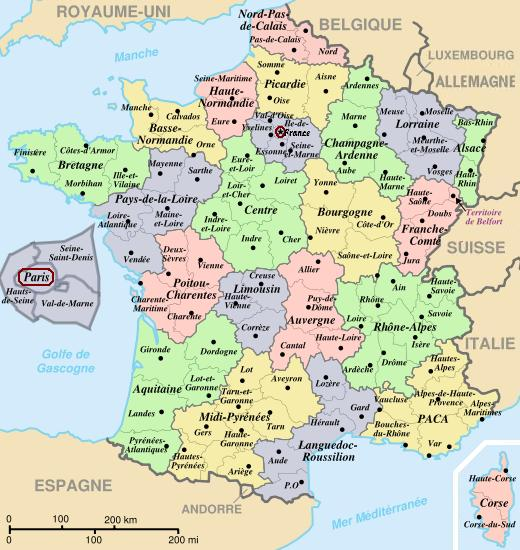 ROYAUME-UNI
Nord-Pas-
de-Calais
BELGIQUE
Pas-de-Calais
Nord
Manche
LUXEMBOURG
ALLEMAGNE
Somme
Picardie
Aisne
Ardennes
Seine-Maritime
Haute-
Normandie
Oise
Eure
Manche
Calvados
Basse-
Normandie
Orne
Val-d'Oise
Yvelines
Ile-de-
France
Essonne
Seine-
et-Marne
Marne
Champagne-
Ardenne
Aube
Haute-
Marne
Meuse
Moselle
Lorraine
Meurthe-
et-Moselle
Vosges
Bas-Rhin
Alsace
Haut-
Rhin
Finisère
Côtes-d'Armor
Bretagne
Morbihan
Ille-et-
Vilaine
Mayenne
Sarthe
Pays-de-la-Loire
Loire-
Atlantique
Maine-
et-Loire
Vendée
Eure-
et-Loir
Loir-
et-Cher
Loiret
Centre
Indre-
et-Loire
Indre
Cher
Yonne
Bourgogne
Côte-d'Or
Nièvre
Saône-et-Loire
Haute-
Saône
Doubs
Franche-
Comté
Jura
Territoire
de Belfort
SUISSE
Seine-
Saint-Denis
Paris
Hauts-
de-Seine
Val-de-Marne
Deux-
Sèvres
Vienne
Poitou-
Charentes
Charente-
Maritime
Charente
Creuse
Limousin
Haute-
Vienne
Corrèze
Allier
Puy-de-
Dôme
Auvergne
Cantal
Haute-Loire
Ain
Rhône
Haute-
Savoie
Loire
Rhône-Alpes
Savoie
Isère
Ardèche
Drôme
ITALIE
Golfe de
Gascogne
Gironde
Dordogne
Aquitaine
Lot-et-
Garonne
Landes
Pyrénées-
Atlantiques
Lot
Aveyron
Tarn-et-
Garonne
Midi-Pyrénées
Gers
Tarn
Haute-
Garonne
Hautes-
Pyrénées
Ariège
Lozère
Gard
Hérault
Languedoc-
Roussilion
Aude
P.O
Hautes-
Alpes
Alpes-de-Haute-
Provence
Alpes-
Maritimes
Vaucluse
PACA
Bouches-
du-Rhône
Var
Haute-Corse
Corse
Corse-du-Sud
ESPAGNE
ANDORRE
Mer Méditerranée
0 100 200 km
0 100 200 mi